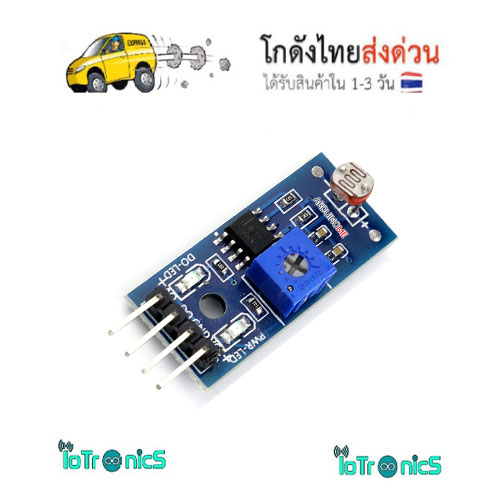 EXPRESS
โกดังไทยส่งด่วน
ได้รับสินค้าใน 1-3 วัน
ARDUINOME
DO-LED
PWR-LED
IoTronicS
IoTronicS